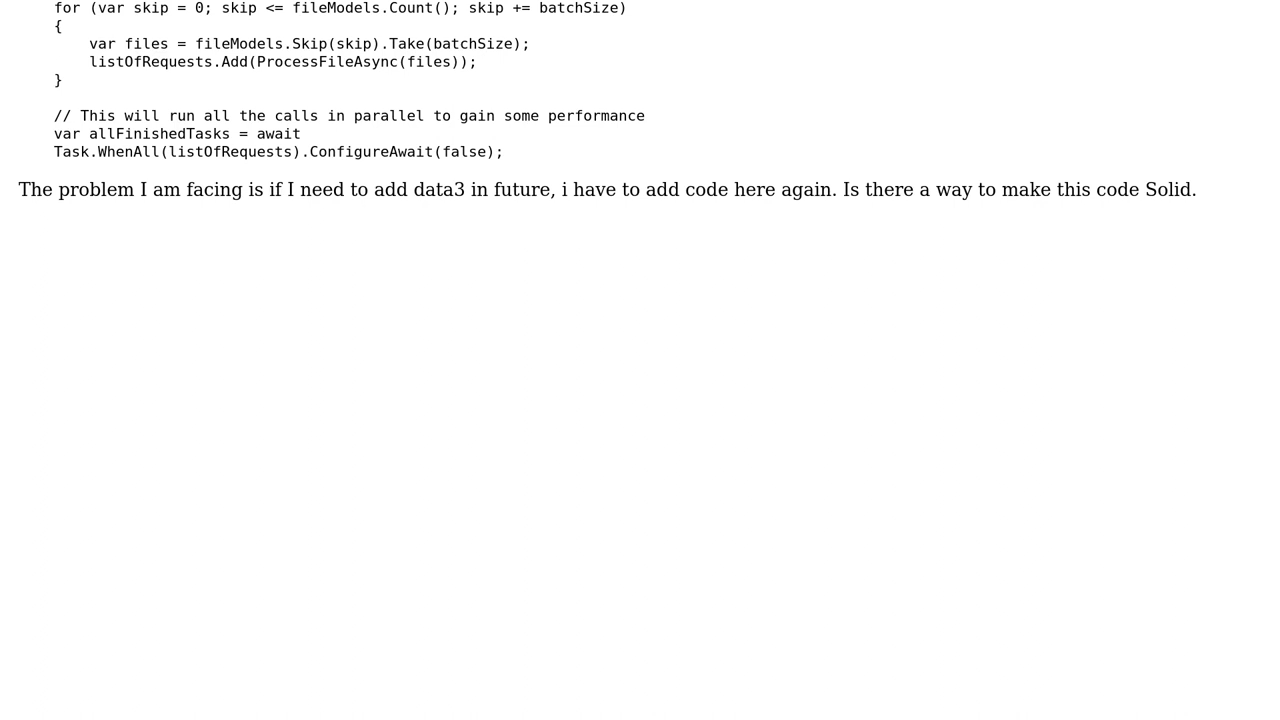 for (var skip = 0; skip <= fileModels.Count(); skip += batchSize)
{
    var files = fileModels.Skip(skip).Take(batchSize);
    listOfRequests.Add(ProcessFileAsync(files));
}

// This will run all the calls in parallel to gain some performance
var allFinishedTasks = await
Task.WhenAll(listOfRequests).ConfigureAwait(false);
The problem I am facing is if I need to add data3 in future, i have to add code here again. Is there a way to make this code Solid.